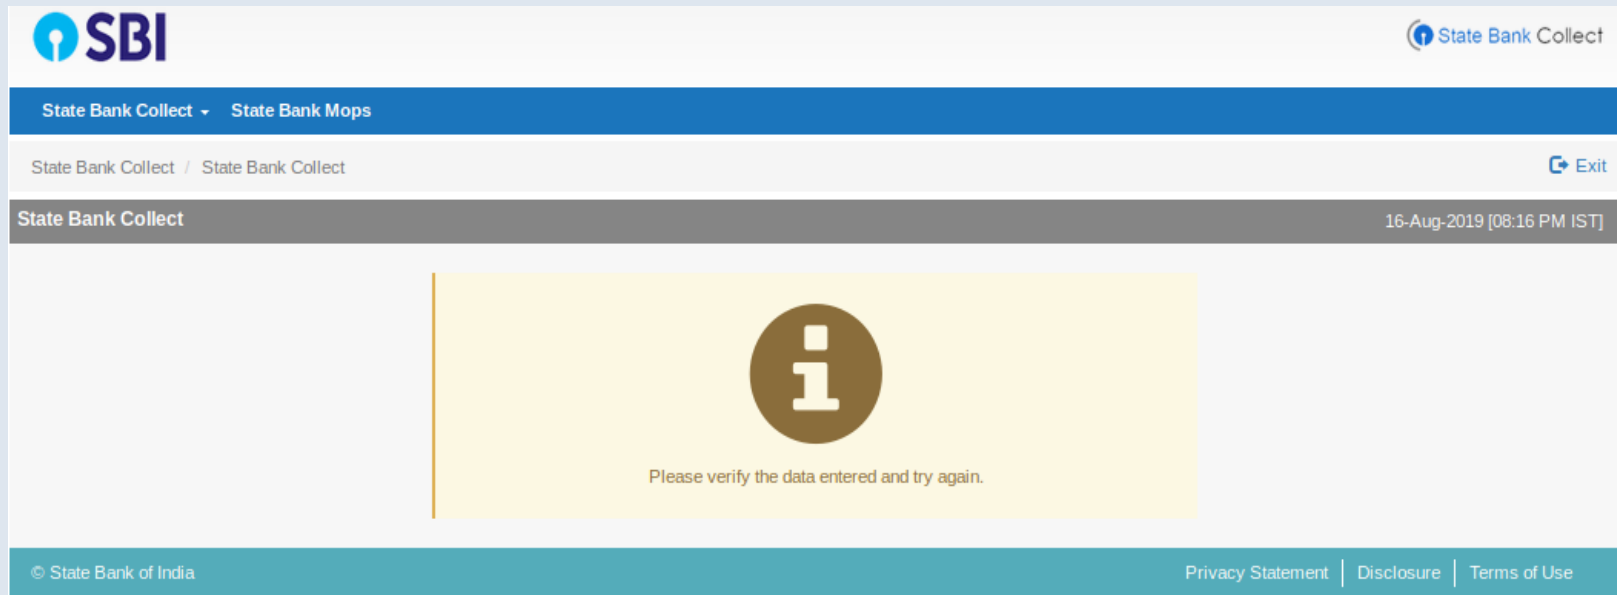 SBI
State Bank Collect
State Bank Collect State Bank Mops
State Bank Collect / State Bank Collect
Exit
State Bank Collect
16-Aug-2019 [08:16 PM IST]
Please verify the data entered and try again.
© State Bank of India
Privacy Statement | Disclosure | Terms of Use